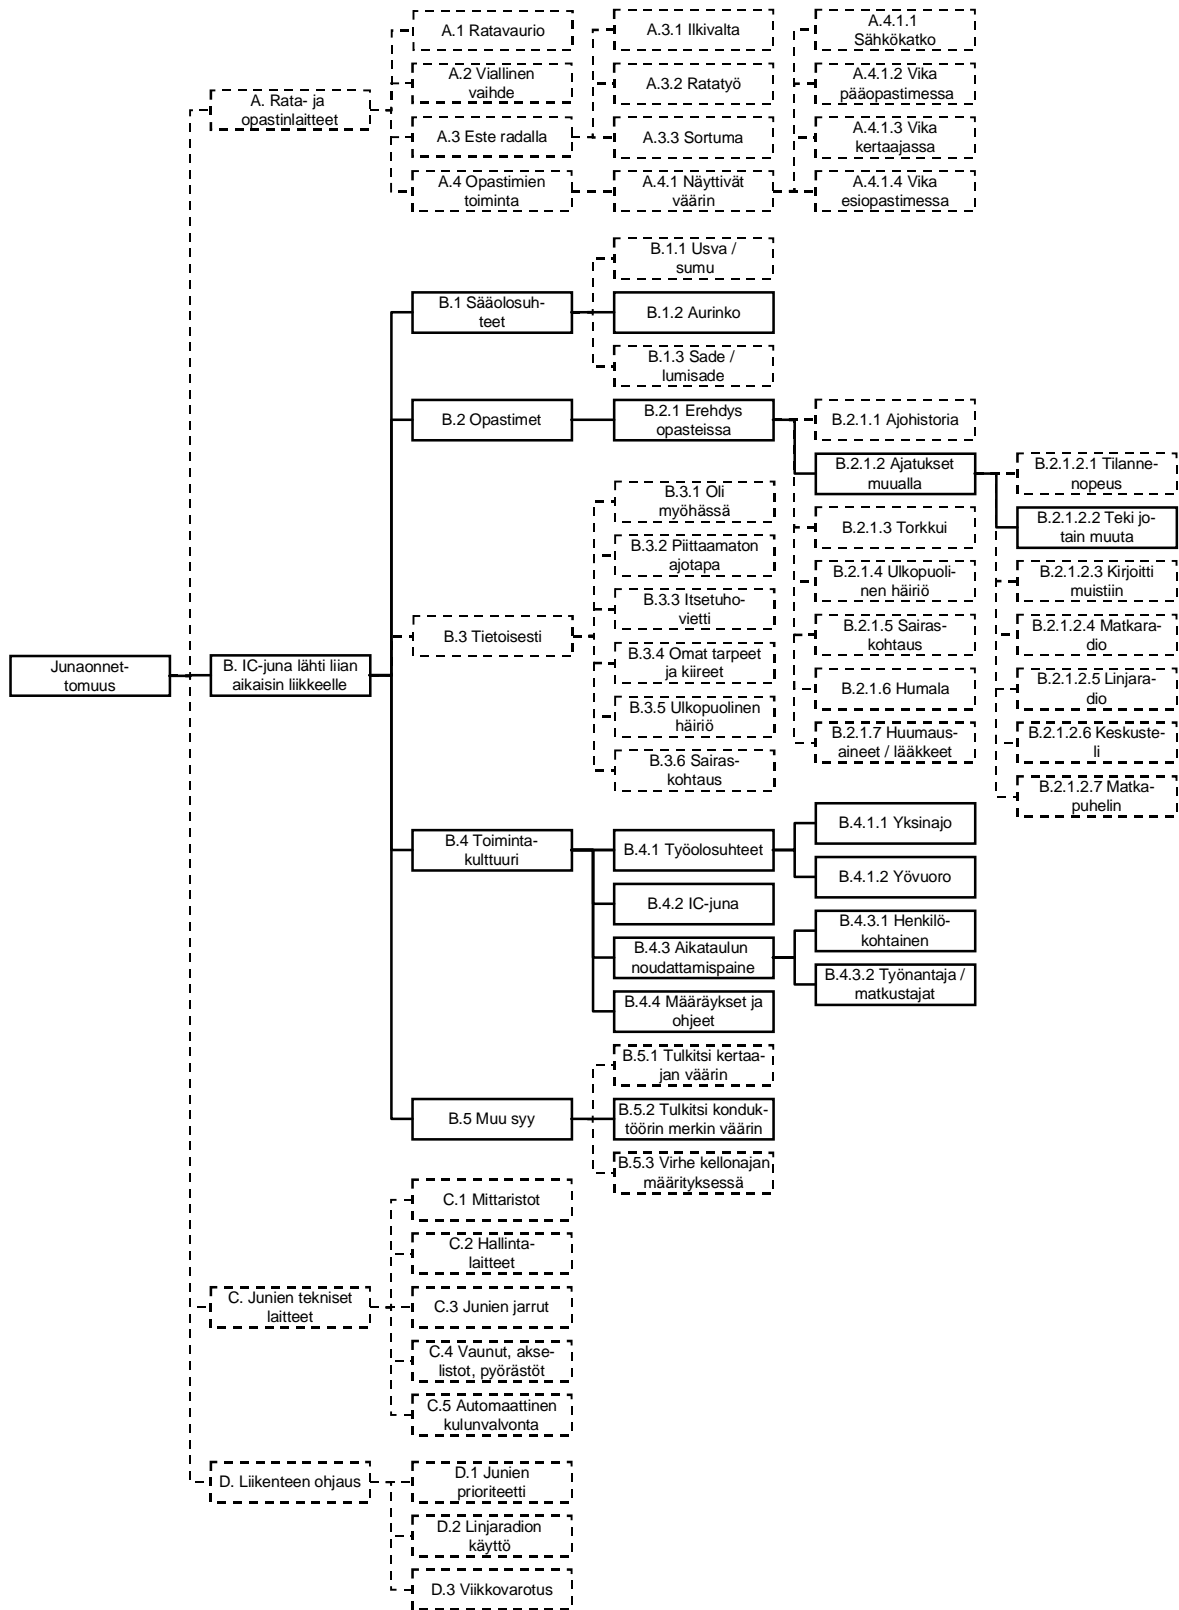 Junaonnet-
tomuus
A. Rata- ja
opastinlaitteet
A.1 Ratavaurio
A.2 Viallinen
vaihde
A.3 Este radalla
A.3.1 Ilkivalta
A.3.2 Ratatyö
A.3.3 Sortuma
A.4 Opastimien
toiminta
A.4.1 Näyttivät
väärin
A.4.1.1
Sähkökatko
A.4.1.2 Vika
pääopastimessa
A.4.1.3 Vika
kertaajassa
A.4.1.4 Vika
esiopastimessa
B. IC-juna lähti liian
aikaisin liikkeelle
B.1 Sääolosuh-
teet
B.1.1 Usva /
sumu
B.1.2 Aurinko
B.1.3 Sade /
lumisade
B.2 Opastimet
B.2.1 Erehdys
opasteissa
B.2.1.1 Ajohistoria
B.2.1.2 Ajatukset
muualla
B.2.1.2.1 Tilanne-
nopeus
B.2.1.2.2 Teki jo-
tain muuta
B.2.1.2.3 Kirjoitti
muistiin
B.2.1.2.4 Matkara-
dio
B.2.1.2.5 Linjara-
dio
B.2.1.2.6 Keskuste-
li
B.2.1.2.7 Matka-
puhelin
B.2.1.3 Torkkui
B.2.1.4 Ulkopuoli-
nen häiriö
B.2.1.5 Sairas-
kohtaus
B.2.1.6 Humala
B.2.1.7 Huumaus-
aineet / lääkkeet
B.3 Tietoisesti
B.3.1 Oli
myöhässä
B.3.2 Piittaamaton
ajotapa
B.3.3 Itsetuho-
vietti
B.3.4 Omat tarpeet
ja kiireet
B.3.5 Ulkopuolinen
häiriö
B.3.6 Sairas-
kohtaus
B.4 Toiminta-
kulttuuri
B.4.1 Työolosuhteet
B.4.1.1 Yksinajo
B.4.1.2 Yövuoro
B.4.2 IC-juna
B.4.3 Aikataulun
noudattamispaine
B.4.3.1 Henkilö-
kohtainen
B.4.3.2 Työnantaja /
matkustajat
B.4.4 Määräykset ja
ohjeet
B.5 Muu syy
B.5.1 Tulkitsi kertaa-
jan väärin
B.5.2 Tulkitsi konduk-
töörin merkin väärin
B.5.3 Virhe kellonajan
määrityksessä
C. Junien tekniset
laitteet
C.1 Mittaristot
C.2 Hallinta-
laitteet
C.3 Junien jarrut
C.4 Vaunut, akse-
listot, pyörästöt
C.5 Automaattinen
kulunvalvonta
D. Liikenteen ohjaus
D.1 Junien
prioriteetti
D.2 Linjaradion
käyttö
D.3 Viikkovarotus